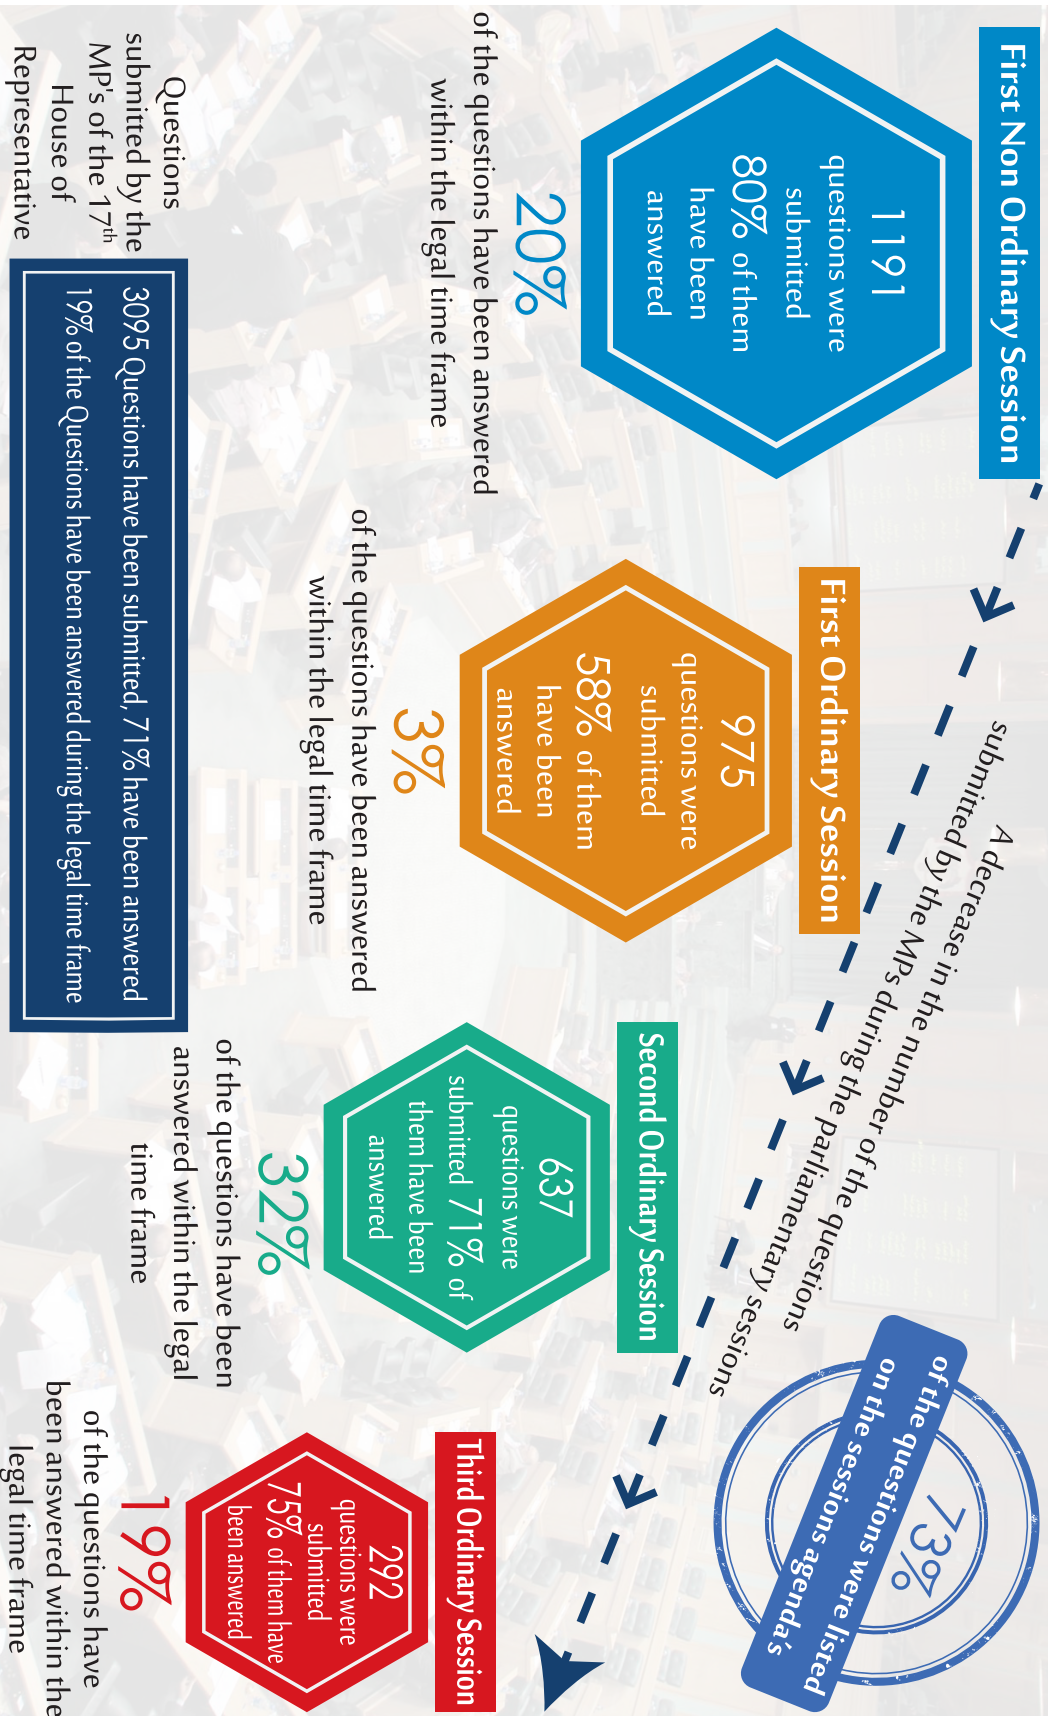 First Non Ordinary Session
1191
questions were
submitted
80% of them
have been
answered
20%
of the questions have been answered
within the legal time frame
First Ordinary Session
975
questions were
submitted
58% of them
have been
answered
3%
of the questions have been answered
within the legal time frame
Second Ordinary Session
637
questions were
submitted 71% of
them have been
answered
32%
of the questions have been
answered within the legal
time frame
Third Ordinary Session
292
questions were
submitted
75% of them have
been answered
19%
of the questions have
been answered within the
legal time frame
A decrease in the number of the questions
submitted by the MPs during the parliamentary sessions
73%
of the questions were listed
on the sessions agenda's
Questions
submitted by the
MP's of the 17th
House of
Representative
3095 Questions have been submitted, 71% have been answered
19% of the Questions have been answered during the legal time frame